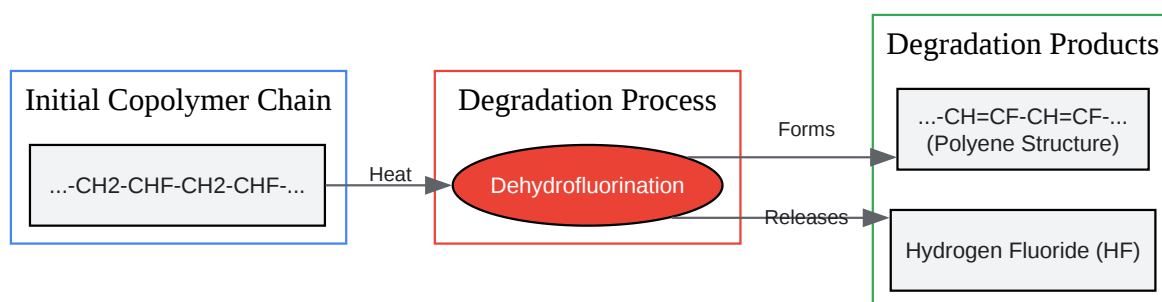 Initial Copolymer Chain
...-CH2-CHF-CH2-CHF-...
Heat
Degradation Process
Dehydrofluorination
Forms
Releases
Degradation Products
...-CH=CF-CH=CF-...
(Polyene Structure)
Hydrogen Fluoride (HF)